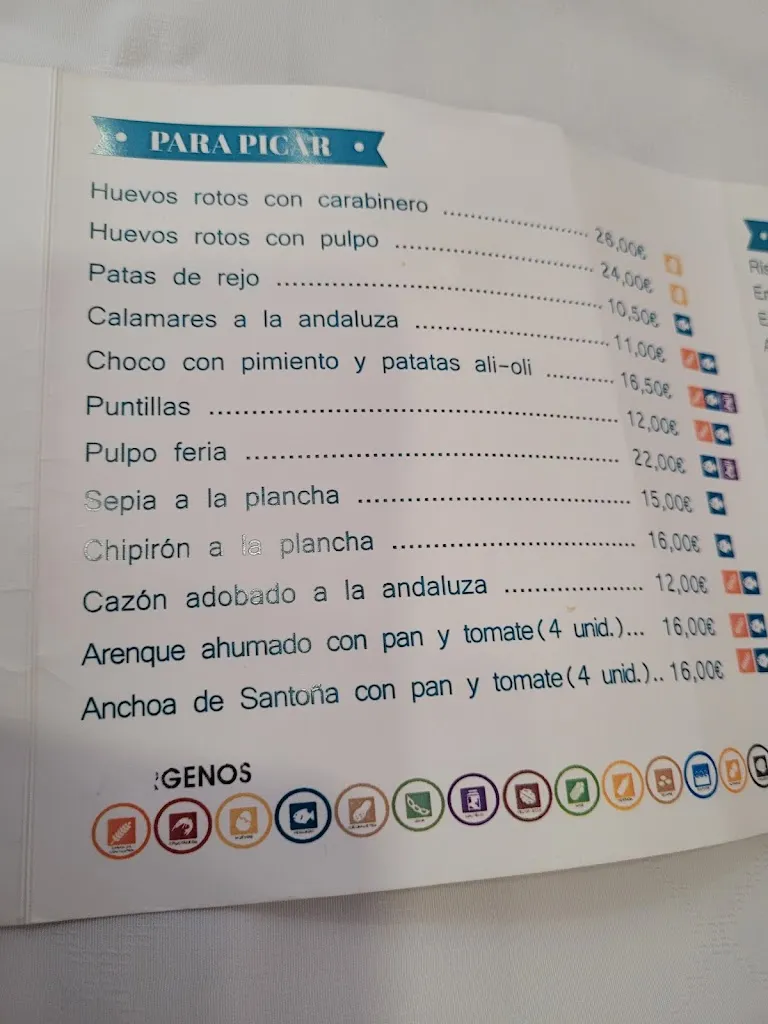 PARA PICAR
Huevos rotos con carabinero ........................ 26,00€
Huevos rotos con pulpo ................................ 24,00€
Patas de rejo .................................................... 10,50€
Calamares a la andaluza ............................... 11,00€
Choco con pimiento y patatas ali-oli ........... 16,50€
Puntillas ............................................................. 12,00€
Pulpo feria ......................................................... 22,00€
Sepia a la plancha ......................................... 15,00€
Chipirón a la plancha ................................... 16,00€
Cazón adobado a la andaluza .................... 12,00€
Arenque ahumado con pan y tomate(4 unid.)... 16,00€
Anchoa de Santoña con pan y tomate(4 unid.).. 16,00€
RGENOS